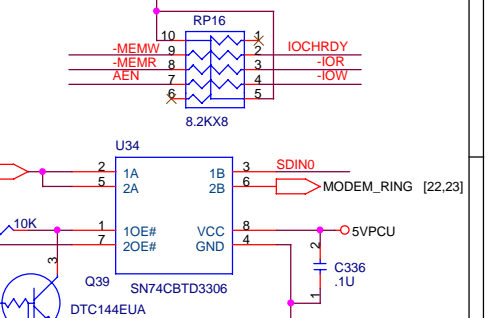 RP16
10 1
-MEMW 9 2 IOCHRDY
-MEMR 8 3 -IOR
AEN 7 4 -IOW
6 5
8.2KX8
U34
2 1A 1B 3 SDIN0
5 2A 2B 6 MODEM_RING [22,23]
10K 1 1OE# VCC 8 5VPCU
7 2OE# GND 4
2
3 C336
.1U
Q39 SN74CBTD3306 1
DTC144EUA